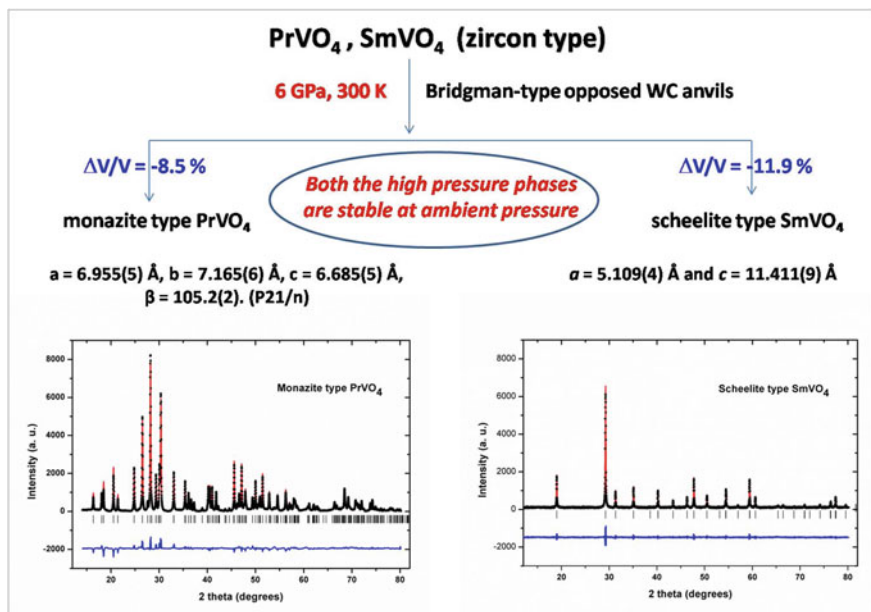 PrVO₄ , SmVO₄ (zircon type)
6 GPa, 300 K Bridgman-type opposed WC anvils
ΔV/V = -8.5 %
ΔV/V = -11.9 %
Both the high pressure phases
are stable at ambient pressure
monazite type PrVO₄
scheelite type SmVO₄
a = 6.955(5) Å, b = 7.165(6) Å, c = 6.685(5) Å,
β = 105.2(2). (P21/n)
a = 5.109(4) Å and c = 11.411(9) Å
Monazite type PrVO₄
Intensity (a. u.)
8000
6000
4000
2000
0
-2000
20 30 40 50 60 70 80
2 theta (degrees)
Scheelite type SmVO₄
Intensity (a. u.)
8000
6000
4000
2000
0
-2000
20 30 40 50 60 70 80
2 theta (degrees)